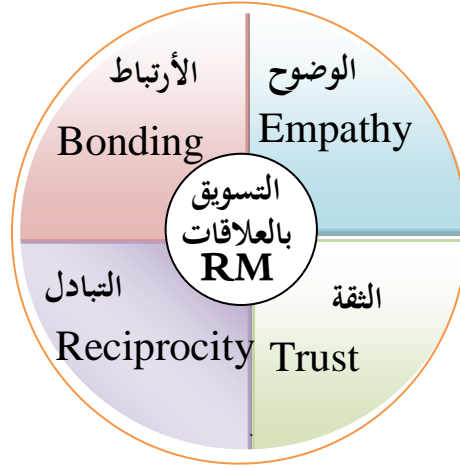 الوضوح
Empathy
الأرتباط
Bonding
التسويق
بالعلاقات
RM
الثقة
Trust
التبادل
Reciprocity